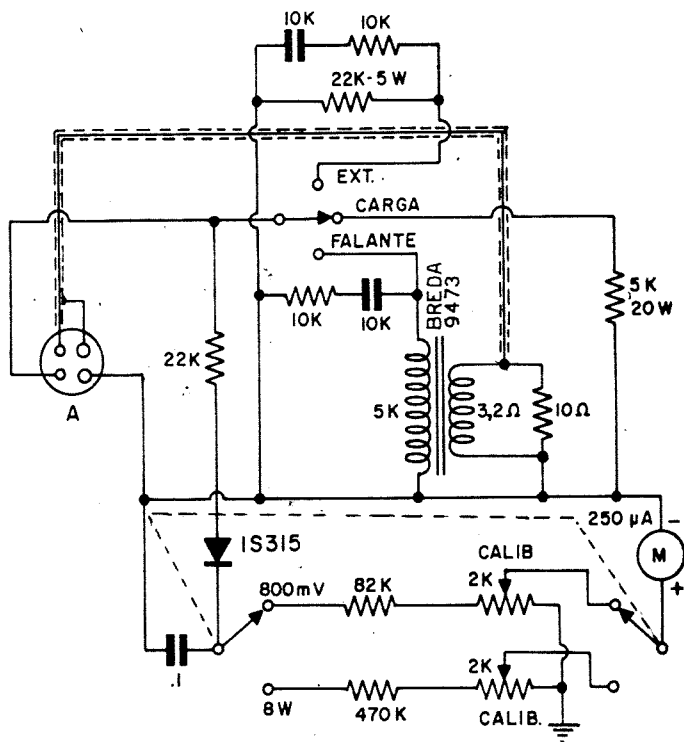 10K
10K
22K-5W
EXT.
CARGA
FALANTE
10K
10K
BREDA
9473
5K
20W
22K
A
5K
3,2Ω
10Ω
250 µA
-
M
+
1S315
CALIB
800mV
82K
2K
.1
2K
8W
470K
CALIB.